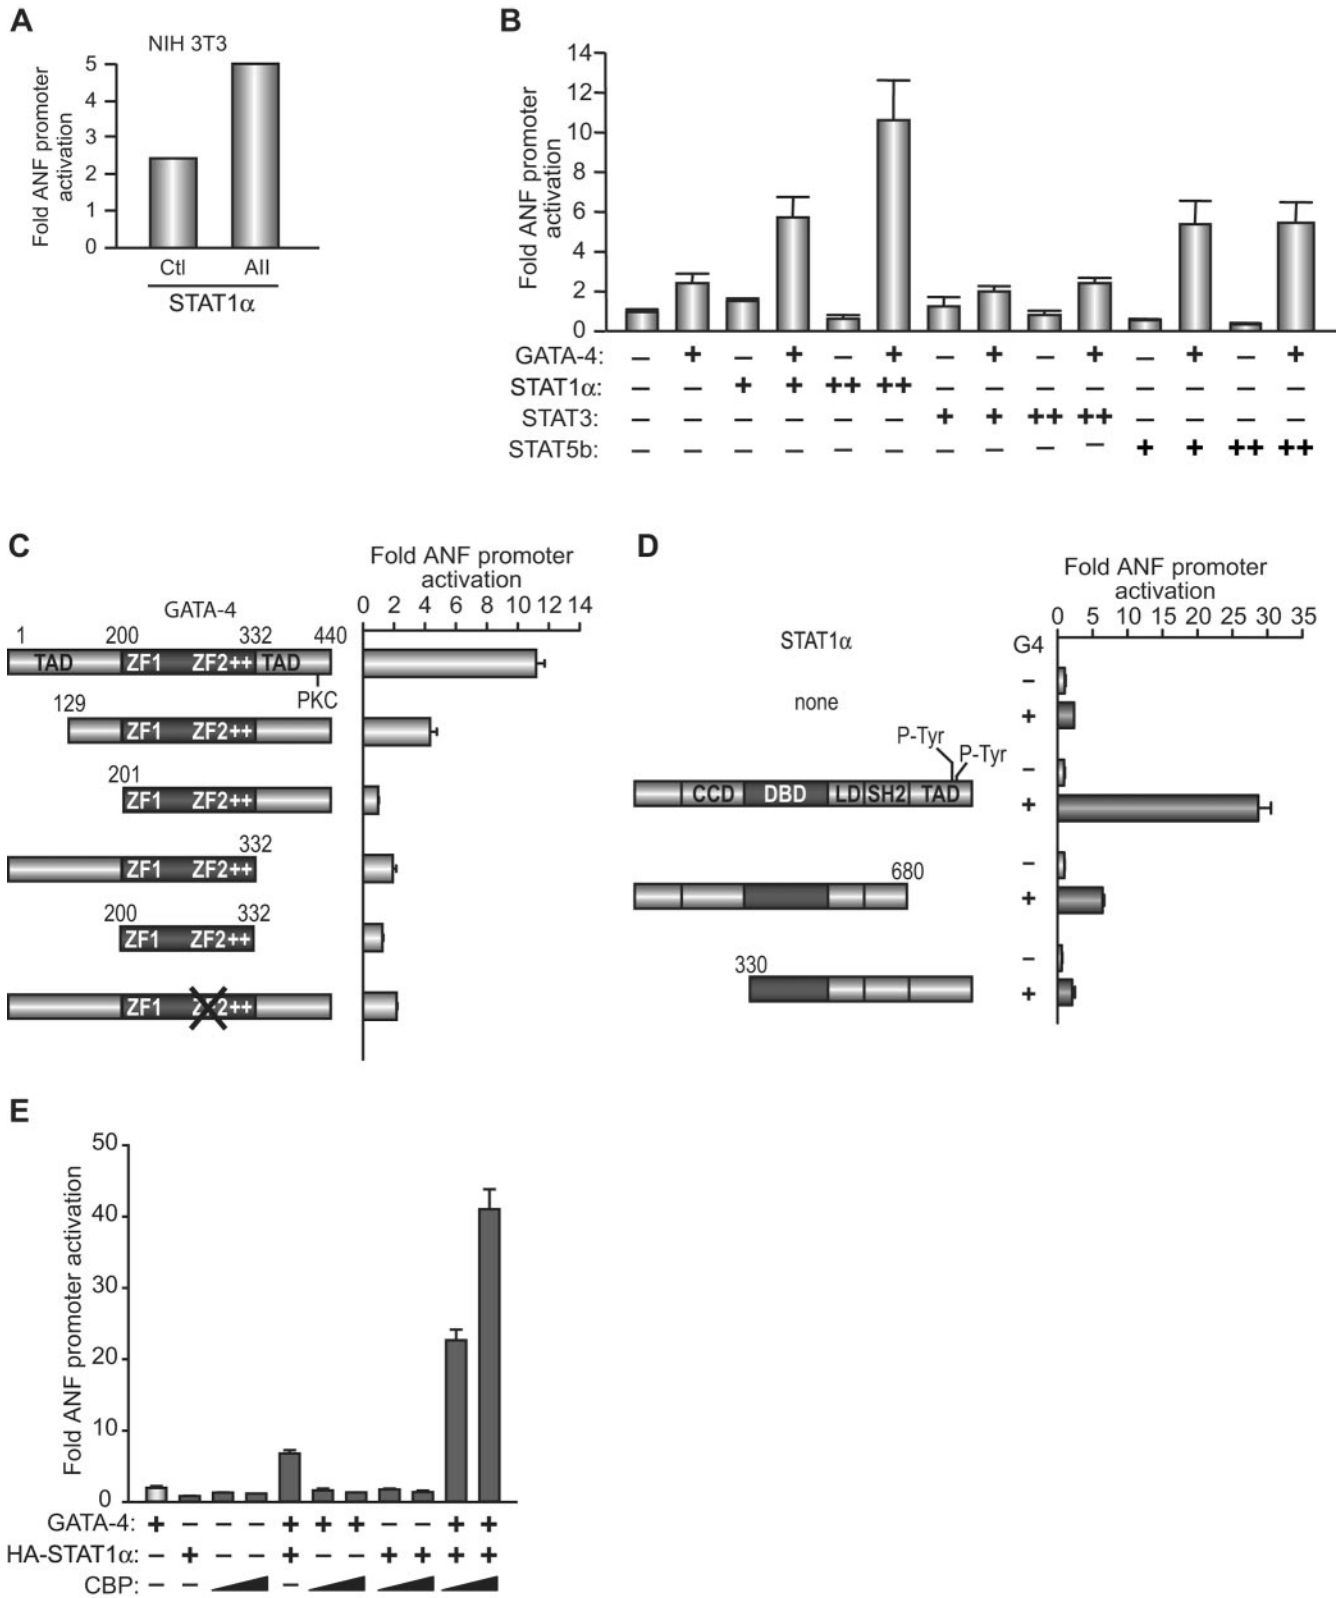 A
NIH 3T3
Fold ANF promoter
activation
5
4
3
2
1
0
Ctl AII
STAT1α
B
Fold ANF promoter
activation
14
12
10
8
6
4
2
0
GATA-4: – + – + – + – + – + – + – +
STAT1α: – – + + ++ ++ – – – – – – – –
STAT3: – – – – – – + + ++ ++ – – – –
STAT5b: – – – – – – – – – – + + ++ ++
C
Fold ANF promoter
activation
0 2 4 6 8 10 12 14
GATA-4
1 200 332 440
TAD ZF1 ZF2++ TAD
PKC
129
ZF1 ZF2++
201
ZF1 ZF2++
332
ZF1 ZF2++
200 332
ZF1 ZF2++
ZF1 ZF2++
D
Fold ANF promoter
activation
0 5 10 15 20 25 30 35
STAT1α
G4
–
none
+
P-Tyr
P-Tyr
–
CCD DBD LD SH2 TAD
+
–
680
+
–
330
+
E
Fold ANF promoter activation
50
40
30
20
10
0
GATA-4: + – – – + + + – – + +
HA-STAT1α: – + – – + – – + + + +
CBP: – – –